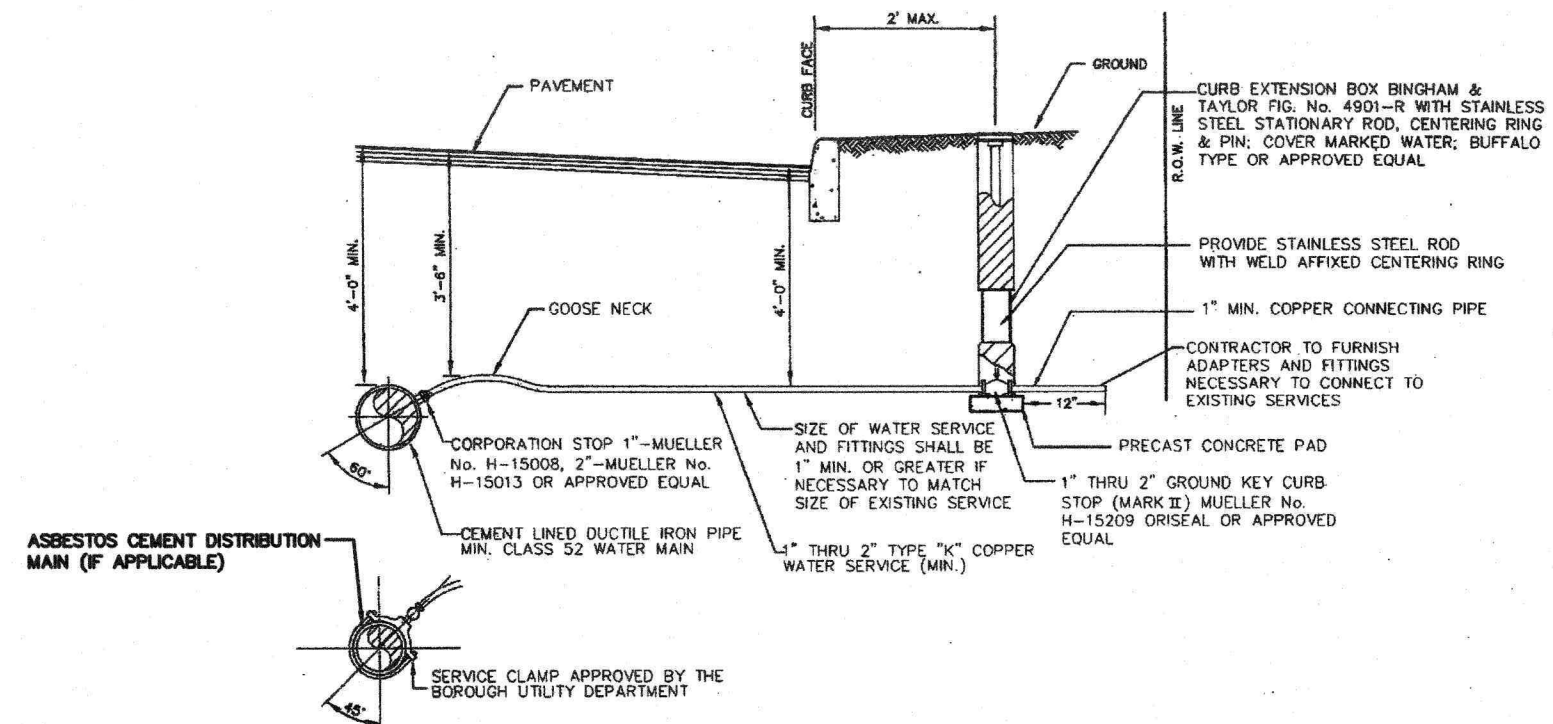 2' MAX.
CURB FACE
PAVEMENT
GROUND
R.O.W. LINE
CURB EXTENSION BOX BINGHAM &
TAYLOR FIG. No. 4901-R WITH STAINLESS
STEEL STATIONARY ROD, CENTERING RING
& PIN; COVER MARKED WATER; BUFFALO
TYPE OR APPROVED EQUAL
4'-0" MIN.
3'-6" MIN.
4'-0" MIN.
PROVIDE STAINLESS STEEL ROD
WITH WELD AFFIXED CENTERING RING
GOOSE NECK
1" MIN. COPPER CONNECTING PIPE
CONTRACTOR TO FURNISH
ADAPTERS AND FITTINGS
NECESSARY TO CONNECT TO
EXISTING SERVICES
12"
60°
CORPORATION STOP 1"-MUELLER
No. H-15008, 2"-MUELLER No.
H-15013 OR APPROVED EQUAL
SIZE OF WATER SERVICE
AND FITTINGS SHALL BE
1" MIN. OR GREATER IF
NECESSARY TO MATCH
SIZE OF EXISTING SERVICE
PRECAST CONCRETE PAD
1" THRU 2" GROUND KEY CURB
STOP (MARK II) MUELLER No.
H-15209 ORISEAL OR APPROVED
EQUAL
CEMENT LINED DUCTILE IRON PIPE
MIN. CLASS 52 WATER MAIN
1" THRU 2" TYPE "K" COPPER
WATER SERVICE (MIN.)
ASBESTOS CEMENT DISTRIBUTION
MAIN (IF APPLICABLE)
SERVICE CLAMP APPROVED BY THE
BOROUGH UTILITY DEPARTMENT
45°